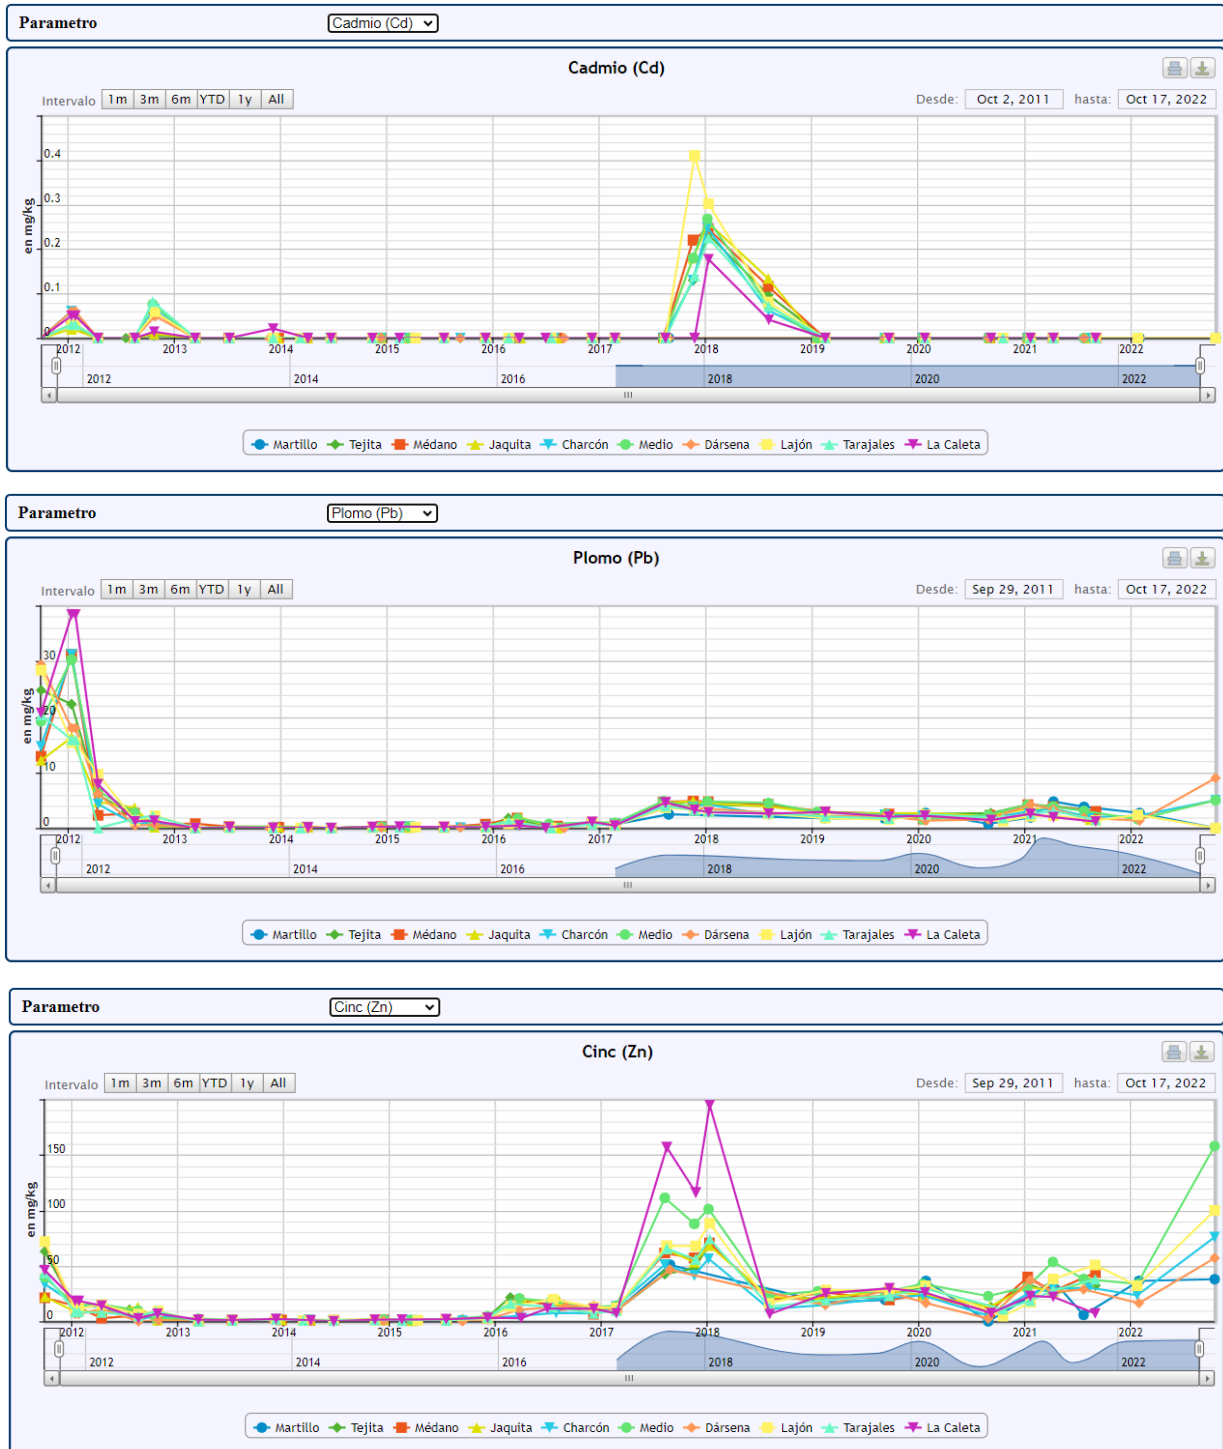 Parametro Cadmio (Cd)
Cadmio (Cd)
Intervalo 1m 3m 6m YTD 1y All Desde: Oct 2, 2011 hasta: Oct 17, 2022
en mg/kg
0.4
0.3
0.2
0.1
0
2012 2013 2014 2015 2016 2017 2018 2019 2020 2021 2022
2012 2014 2016 2018 2020 2022
Martillo Tejita Médano Jaquita Charcón Medio Dársena Lajón Tarajales La Caleta
Parametro Plomo (Pb)
Plomo (Pb)
Intervalo 1m 3m 6m YTD 1y All Desde: Sep 29, 2011 hasta: Oct 17, 2022
en mg/kg
30
20
10
0
2012 2013 2014 2015 2016 2017 2018 2019 2020 2021 2022
2012 2014 2016 2018 2020 2022
Martillo Tejita Médano Jaquita Charcón Medio Dársena Lajón Tarajales La Caleta
Parametro Cinc (Zn)
Cinc (Zn)
Intervalo 1m 3m 6m YTD 1y All Desde: Sep 29, 2011 hasta: Oct 17, 2022
en mg/kg
150
100
50
0
2012 2013 2014 2015 2016 2017 2018 2019 2020 2021 2022
2012 2014 2016 2018 2020 2022
Martillo Tejita Médano Jaquita Charcón Medio Dársena Lajón Tarajales La Caleta